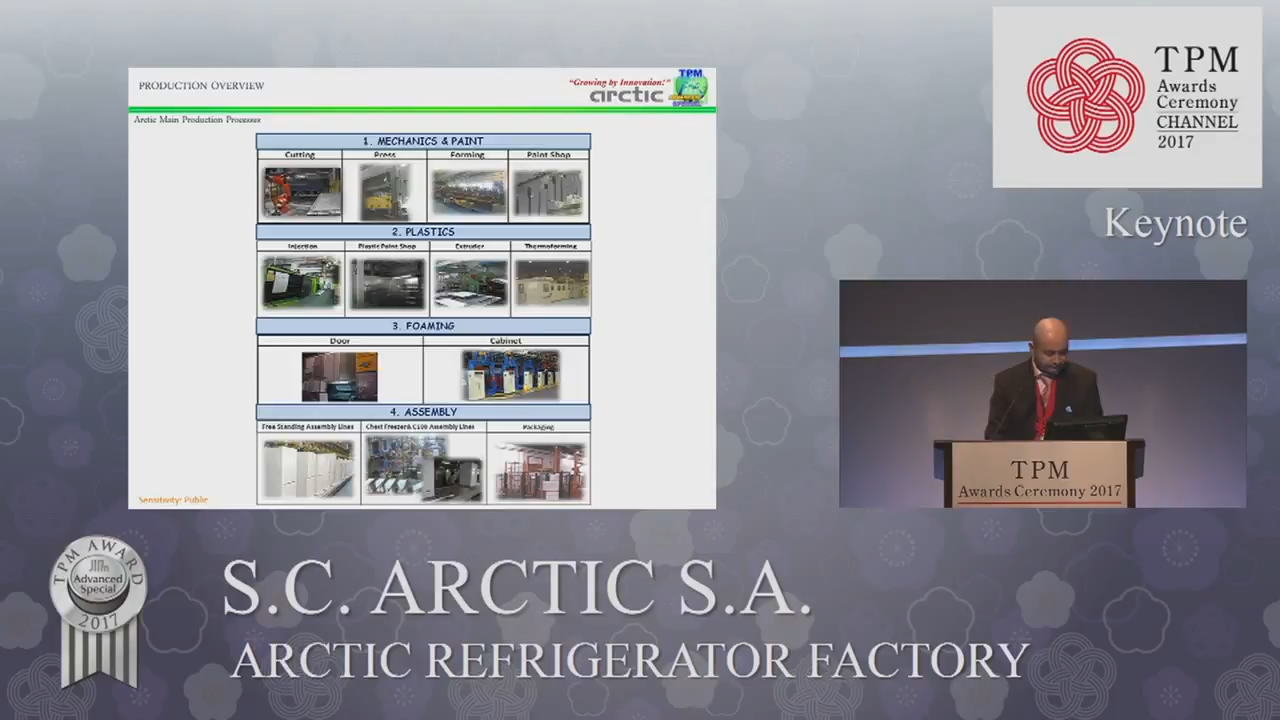 PRODUCTION OVERVIEW
"Growing by Innovation!"
arctic
TPM
Arctic Main Production Processes
1. MECHANICS & PAINT
Cutting
Press
Forming
Paint Shop
2. PLASTICS
Injection
Plastic Paint Shop
Extruder
Thermoforming
3. FOAMING
Door
Cabinet
4. ASSEMBLY
Free Standing Assembly Lines
Chest Freezer& C100 Assembly Lines
Packaging
Sensitivity: Public
TPM
Awards
Ceremony
CHANNEL
2017
Keynote
TPM
Awards Ceremony 2017
TPM AWARD
JIPM
Advanced
Special
2017
S.C. ARCTIC S.A.
ARCTIC REFRIGERATOR FACTORY